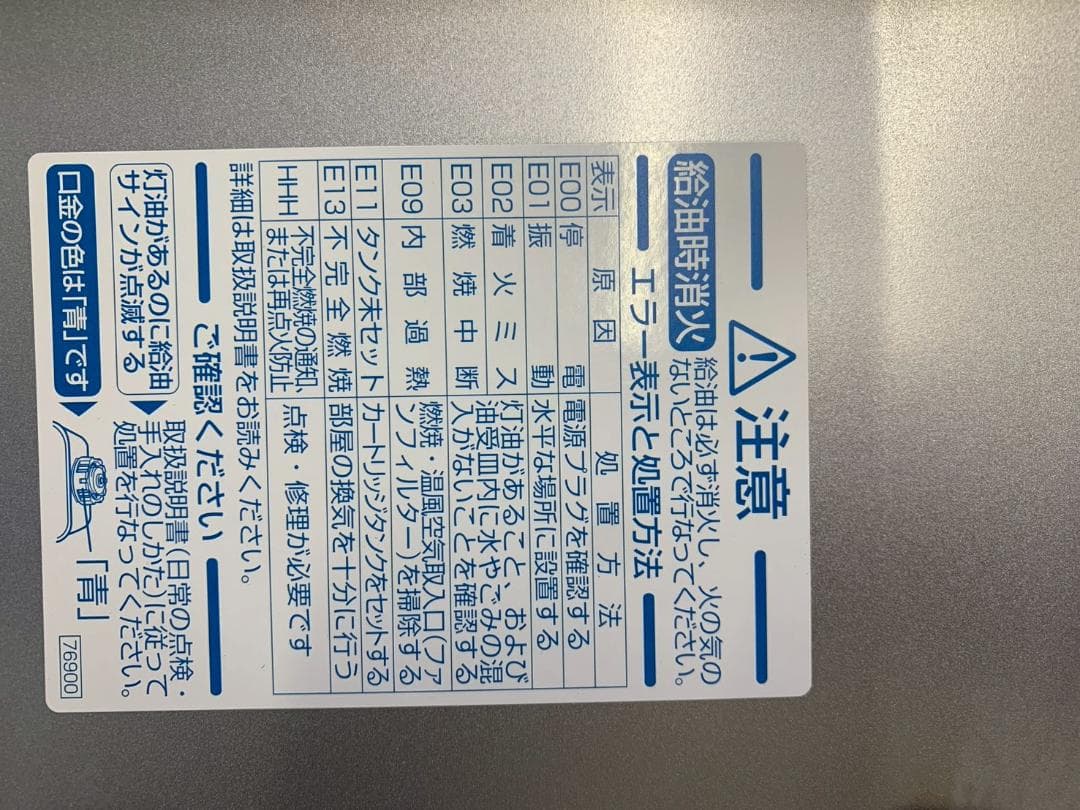 ⚠注意
給油時消火
給油は必ず消火し、火の気の
ないところで行なってください。
エラー表示と処置方法
表示 原因 処置方法
E00 停電 電源プラグを確認する
E01 振動 水平な場所に設置する
E02 着火ミス
E03 燃焼中断
灯油があること、および
油受皿内に水やごみの混
入がないことを確認する
E09 内部過熱
燃焼・温風空気取入口(ファ
ンフィルター)を掃除する
E11 タンク未セット カートリッジタンクをセットする
E13 不完全燃焼 部屋の換気を十分に行う
HHH 不完全燃焼の通知、
または再点火防止
点検・修理が必要です
詳細は取扱説明書をお読みください。
ご確認ください
灯油があるのに給油
サインが点滅する
取扱説明書(日常の点検・
手入れのしかた)に従って
処置を行なってください。
口金の色は「青」です
「青」
76900